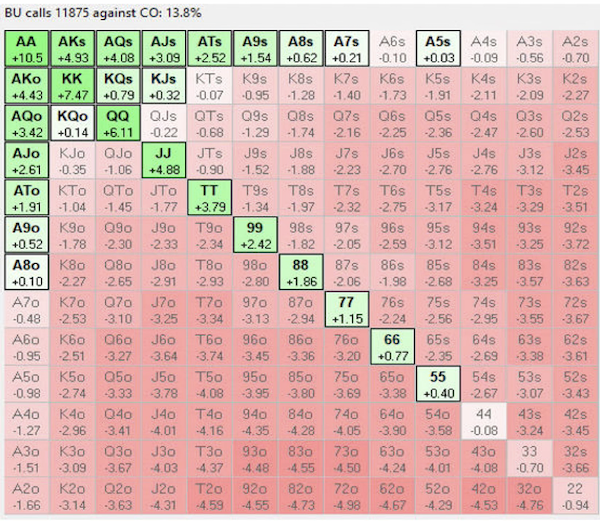 BU calls 11875 against CO: 13.8%
AA AKs AQs AJs ATs A9s A8s A7s A6s A5s A4s A3s A2s
+10.5 +4.93 +4.08 +3.09 +2.52 +1.54 +0.62 +0.21 -0.10 +0.03 -0.09 -0.56 -0.70
AKo KK KQs KJs KTs K9s K8s K7s K6s K5s K4s K3s K2s
+4.43 +7.47 +0.79 +0.32 -0.07 -0.95 -1.28 -1.40 -1.73 -1.91 -2.11 -2.09 -2.27
AQo KQo QQ QJs QTs Q9s Q8s Q7s Q6s Q5s Q4s Q3s Q2s
+3.42 +0.14 +6.11 -0.22 -0.68 -1.29 -1.74 -2.16 -2.25 -2.36 -2.47 -2.60 -2.53
AJo KJo QJo JJ JTs J9s J8s J7s J6s J5s J4s J3s J2s
+2.61 -0.35 -1.06 +4.88 -0.90 -1.52 -1.88 -2.23 -2.70 -2.76 -2.76 -3.12 -3.45
ATo KTo QTo JTo TT T9s T8s T7s T6s T5s T4s T3s T2s
+1.91 -1.04 -1.45 -1.77 +3.79 -1.34 -1.97 -2.32 -2.75 -3.17 -3.24 -3.29 -3.51
A9o K9o Q9o J9o T9o 99 98s 97s 96s 95s 94s 93s 92s
+0.52 -1.78 -2.30 -2.33 -2.34 +2.42 -1.82 -2.05 -2.59 -3.12 -3.51 -3.25 -3.72
A8o K8o Q8o J8o T8o 98o 88 87s 86s 85s 84s 83s 82s
+0.10 -2.27 -2.65 -2.91 -2.93 -2.80 +1.86 -2.06 -1.98 -2.68 -3.25 -3.57 -3.63
A7o K7o Q7o J7o T7o 97o 87o 77 76s 75s 74s 73s 72s
-0.48 -2.53 -3.10 -3.25 -3.34 -3.13 -2.94 +1.15 -2.24 -2.56 -2.95 -3.55 -3.67
A6o K6o Q6o J6o T6o 96o 86o 76o 66 65s 64s 63s 62s
-0.95 -2.51 -3.27 -3.64 -3.74 -3.45 -3.36 -3.20 +0.77 -2.35 -2.69 -3.38 -3.61
A5o K5o Q5o J5o T5o 95o 85o 75o 65o 55 54s 53s 52s
-0.98 -2.74 -3.33 -3.78 -4.08 -3.95 -3.80 -3.69 -3.38 +0.40 -2.67 -3.07 -3.43
A4o K4o Q4o J4o T4o 94o 84o 74o 64o 54o 44 43s 42s
-1.27 -2.96 -3.41 -4.01 -4.16 -4.35 -4.28 -4.05 -3.90 -3.58 -0.08 -3.24 -3.45
A3o K3o Q3o J3o T3o 93o 83o 73o 63o 53o 43o 33 32s
-1.51 -3.09 -3.67 -4.03 -4.37 -4.48 -4.55 -4.50 -4.24 -4.01 -4.08 -0.70 -3.66
A2o K2o Q2o J2o T2o 92o 82o 72o 62o 52o 42o 32o 22
-1.66 -3.14 -3.63 -4.31 -4.59 -4.55 -4.73 -4.98 -4.67 -4.29 -4.53 -4.76 -0.94